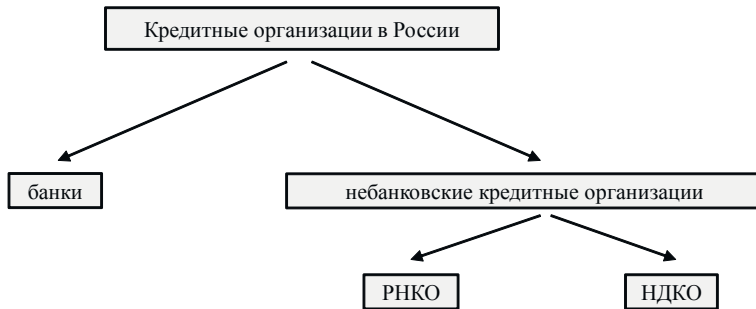 Кредитные организации в России
банки
небанковские кредитные организации
РНКО
НДКО